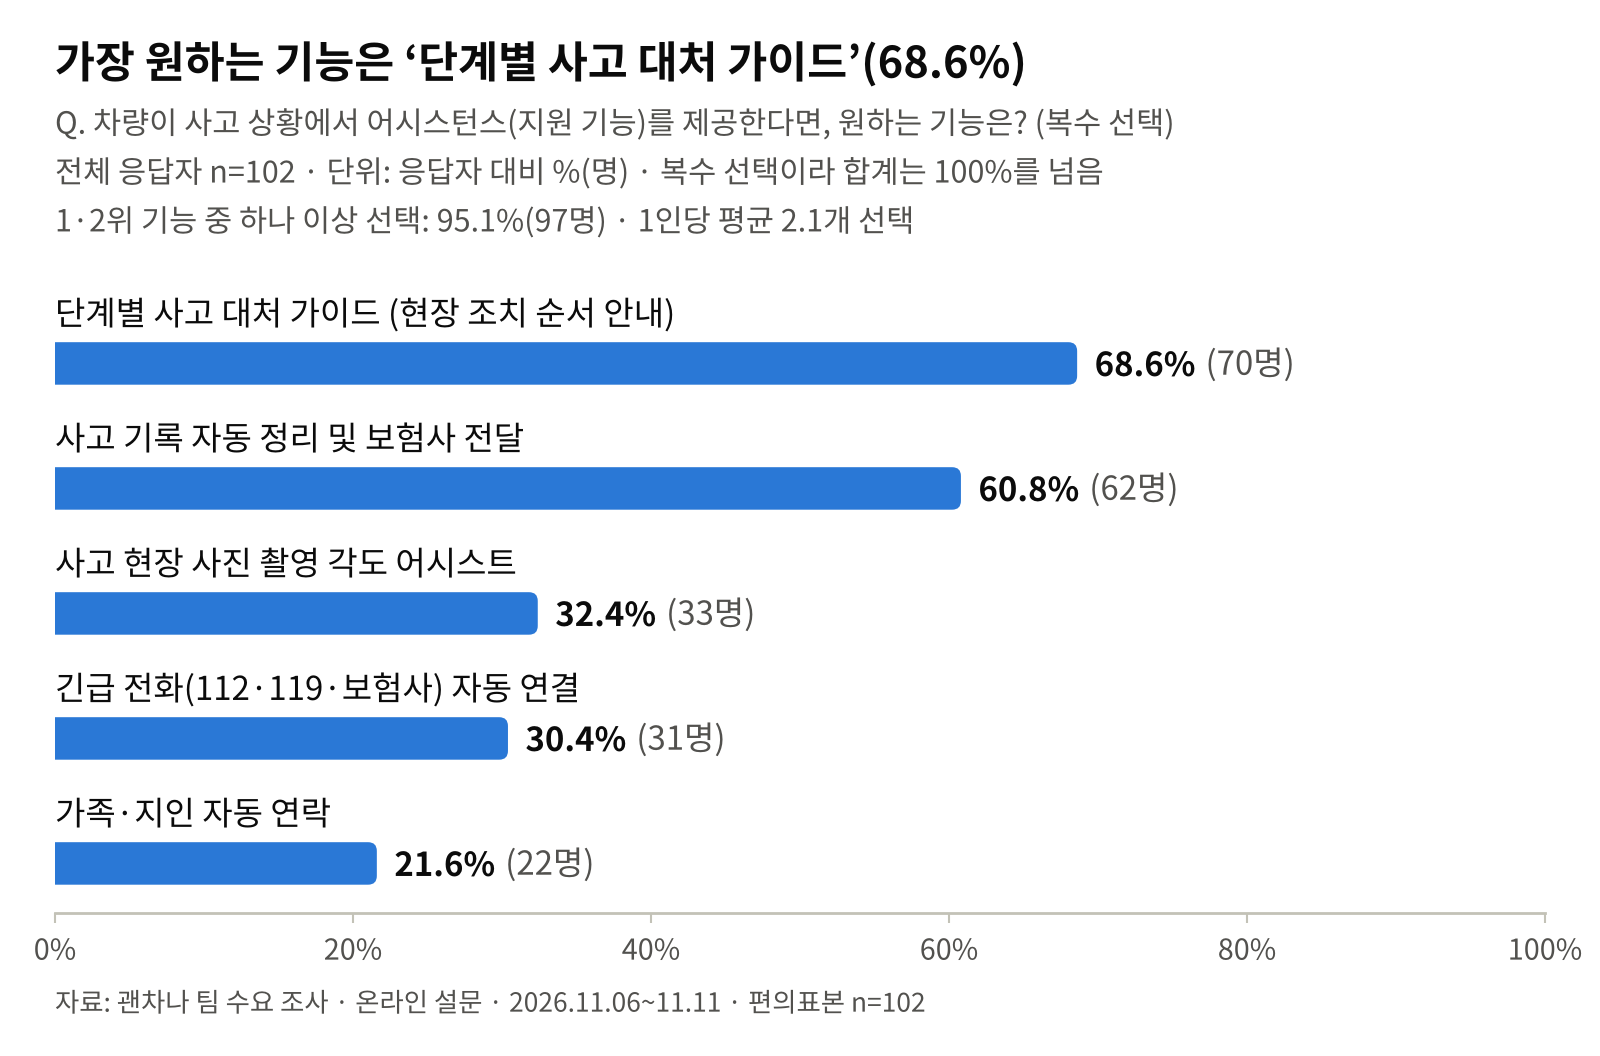 가장 원하는 기능은 ‘단계별 사고 대처 가이드’(68.6%)
Q. 차량이 사고 상황에서 어시스턴스(지원 기능)를 제공한다면, 원하는 기능은? (복수 선택)
전체 응답자 n=102 · 단위: 응답자 대비 %(명) · 복수 선택이라 합계는 100%를 넘음
1·2위 기능 중 하나 이상 선택: 95.1%(97명) · 1인당 평균 2.1개 선택
단계별 사고 대처 가이드 (현장 조치 순서 안내)
68.6% (70명)
사고 기록 자동 정리 및 보험사 전달
60.8% (62명)
사고 현장 사진 촬영 각도 어시스트
32.4% (33명)
긴급 전화(112·119·보험사) 자동 연결
30.4% (31명)
가족·지인 자동 연락
21.6% (22명)
0% 20% 40% 60% 80% 100%
자료: 괜차나 팀 수요 조사 · 온라인 설문 · 2026.11.06~11.11 · 편의표본 n=102